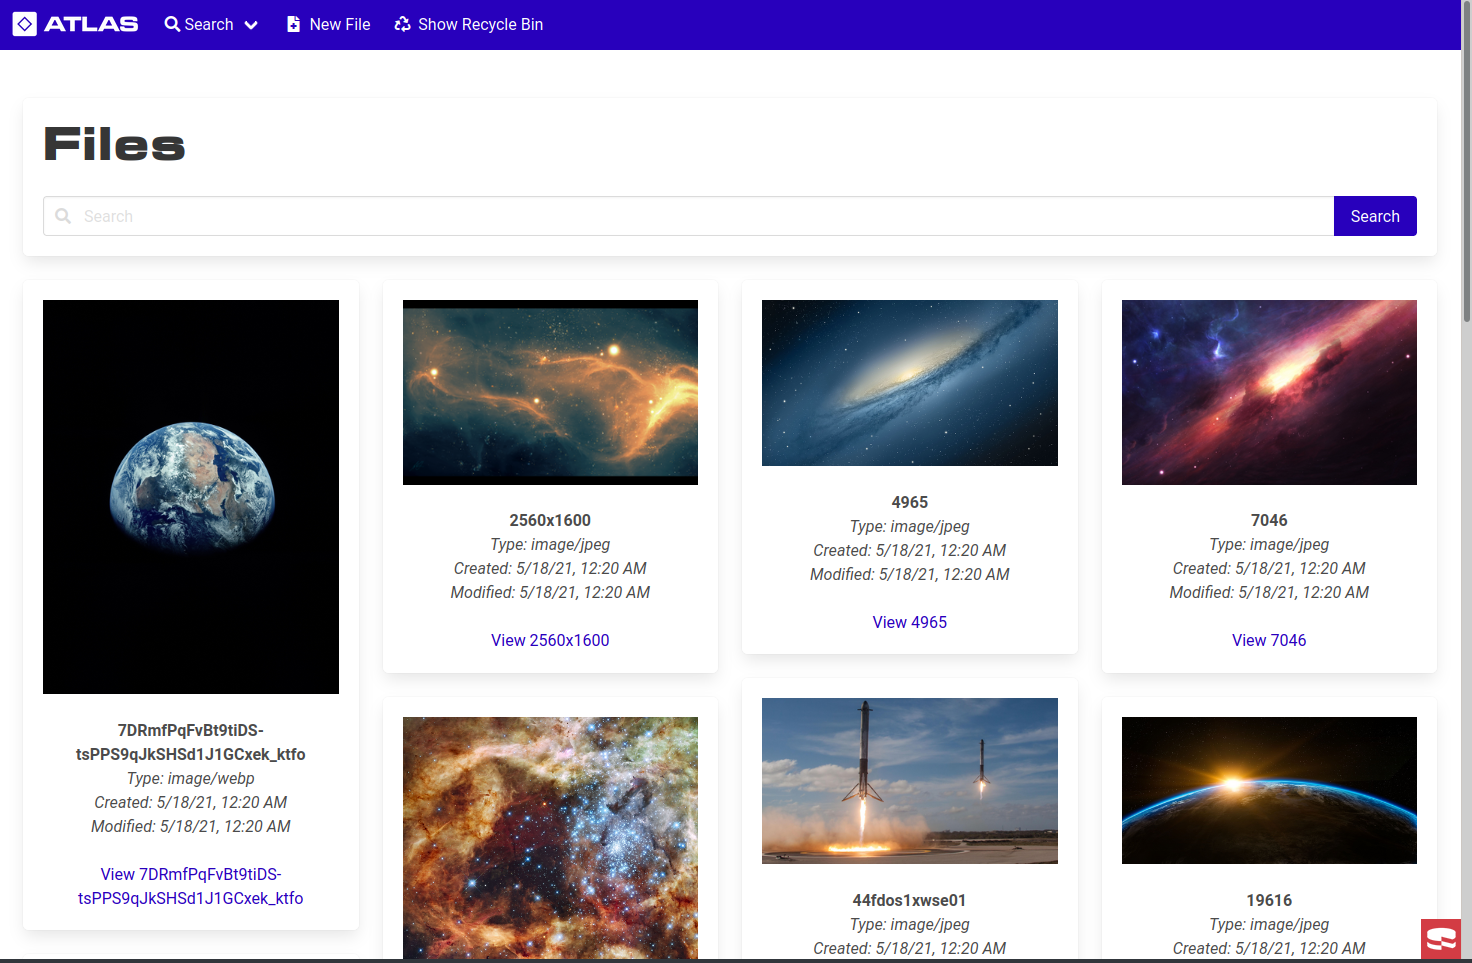 ATLAS Search New File Show Recycle Bin
Files
Search Search
7DRmfPqFvBt9tiDS-
tsPPS9qJkSHSd1J1GCxek_ktfo
Type: image/webp
Created: 5/18/21, 12:20 AM
Modified: 5/18/21, 12:20 AM
View 7DRmfPqFvBt9tiDS-
tsPPS9qJkSHSd1J1GCxek_ktfo
2560x1600
Type: image/jpeg
Created: 5/18/21, 12:20 AM
Modified: 5/18/21, 12:20 AM
View 2560x1600
4965
Type: image/jpeg
Created: 5/18/21, 12:20 AM
Modified: 5/18/21, 12:20 AM
View 4965
44fdos1xwse01
Type: image/jpeg
Created: 5/18/21, 12:20 AM
7046
Type: image/jpeg
Created: 5/18/21, 12:20 AM
Modified: 5/18/21, 12:20 AM
View 7046
19616
Type: image/jpeg
Created: 5/18/21, 12:20 AM